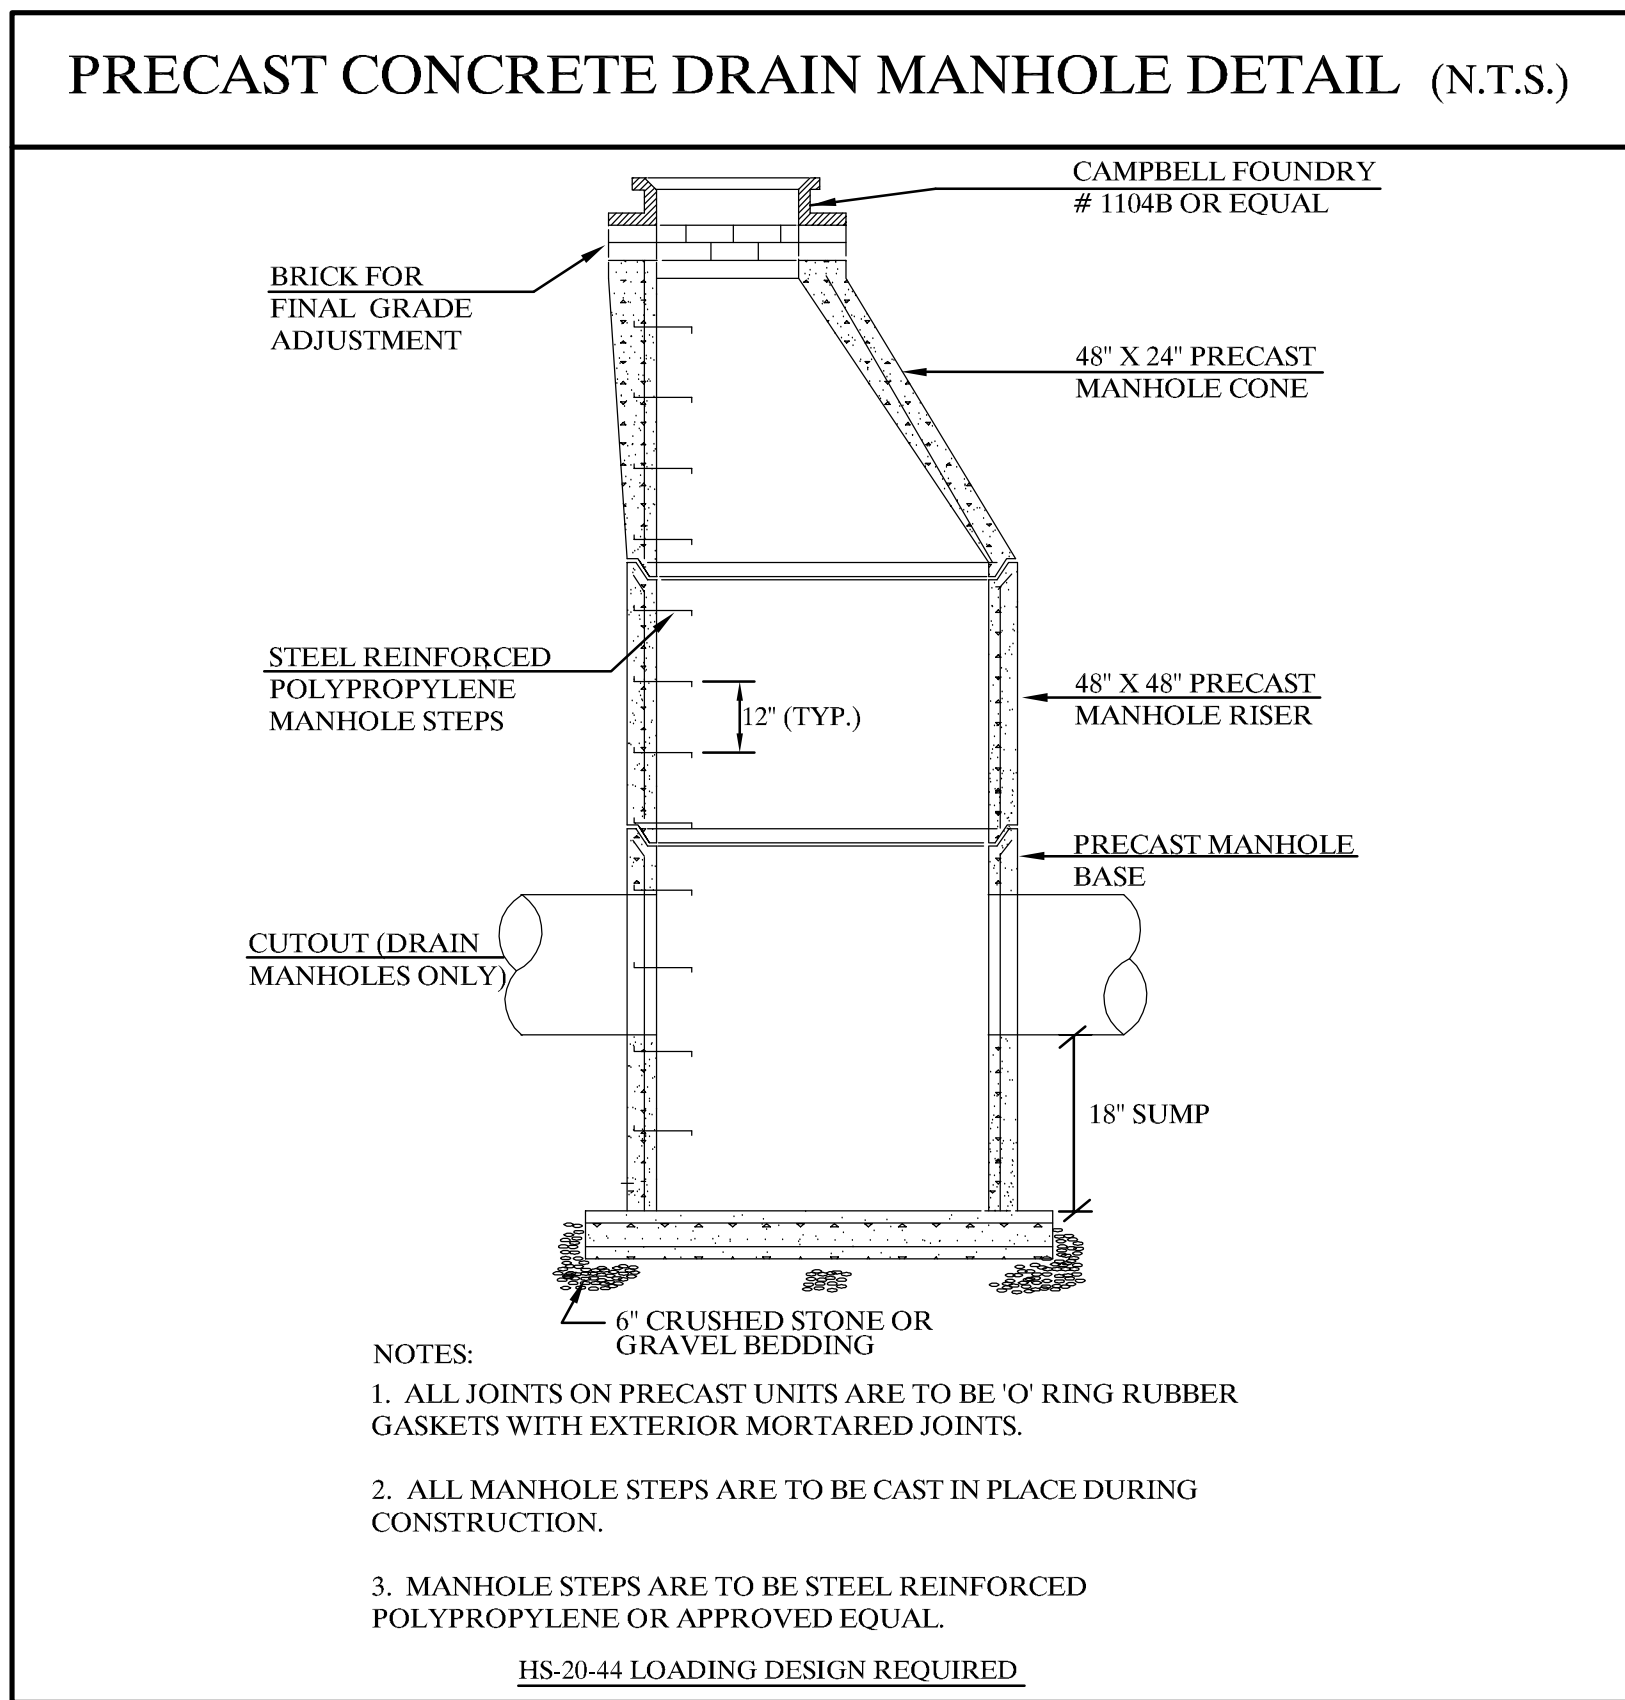 PRECAST CONCRETE DRAIN MANHOLE DETAIL (N.T.S.)
CAMPBELL FOUNDRY
# 1104B OR EQUAL
BRICK FOR
FINAL GRADE
ADJUSTMENT
48" X 24" PRECAST
MANHOLE CONE
STEEL REINFORCED
POLYPROPYLENE
MANHOLE STEPS
12" (TYP.)
48" X 48" PRECAST
MANHOLE RISER
PRECAST MANHOLE
BASE
CUTOUT (DRAIN
MANHOLES ONLY)
18" SUMP
6" CRUSHED STONE OR
GRAVEL BEDDING
NOTES:
1. ALL JOINTS ON PRECAST UNITS ARE TO BE 'O' RING RUBBER
GASKETS WITH EXTERIOR MORTARED JOINTS.
2. ALL MANHOLE STEPS ARE TO BE CAST IN PLACE DURING
CONSTRUCTION.
3. MANHOLE STEPS ARE TO BE STEEL REINFORCED
POLYPROPYLENE OR APPROVED EQUAL.
HS-20-44 LOADING DESIGN REQUIRED